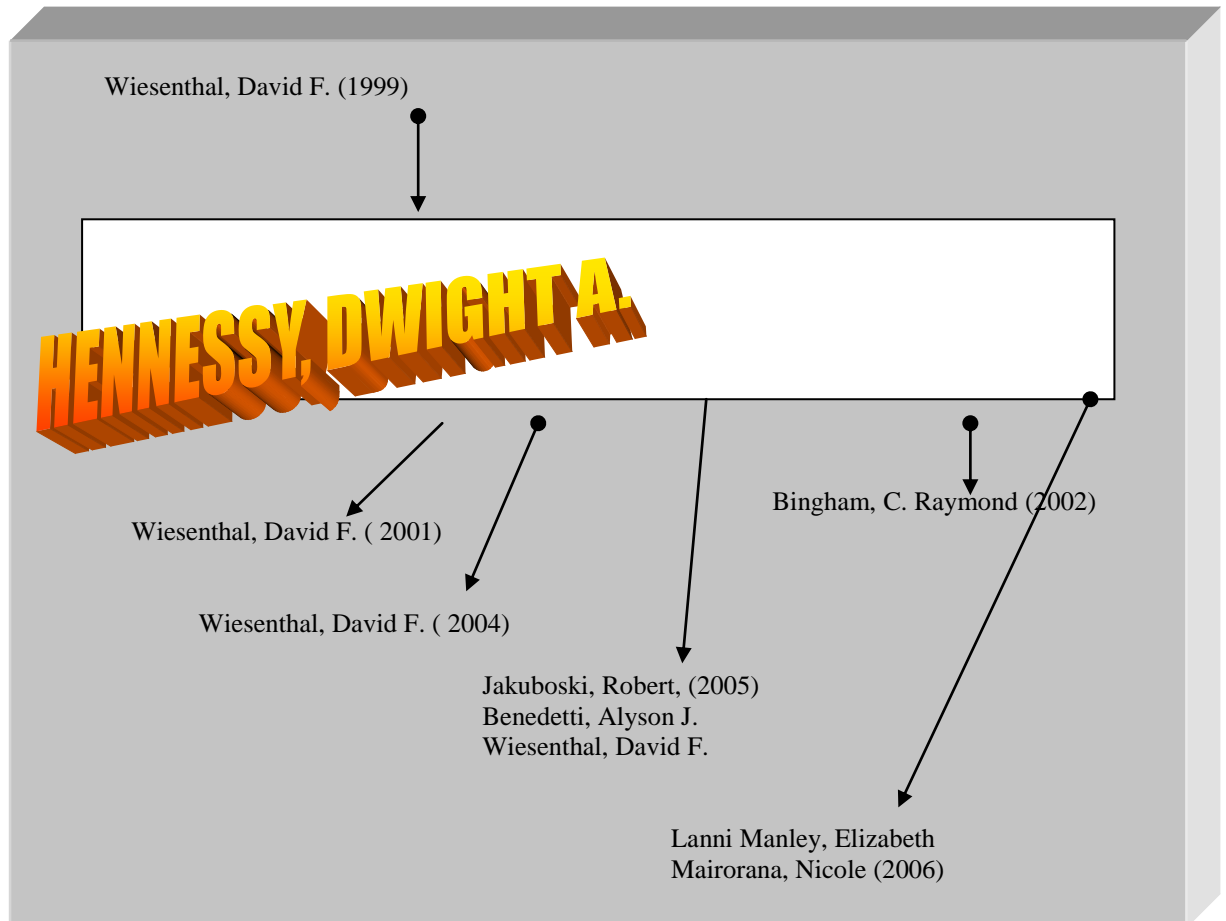 Wiesenthal, David F. (1999)
HENNESSY, DWIGHT A.
Bingham, C. Raymond (2002)
Wiesenthal, David F. ( 2001)
Wiesenthal, David F. ( 2004)
Jakuboski, Robert, (2005)
Benedetti, Alyson J.
Wiesenthal, David F.
Lanni Manley, Elizabeth
Mairorana, Nicole (2006)